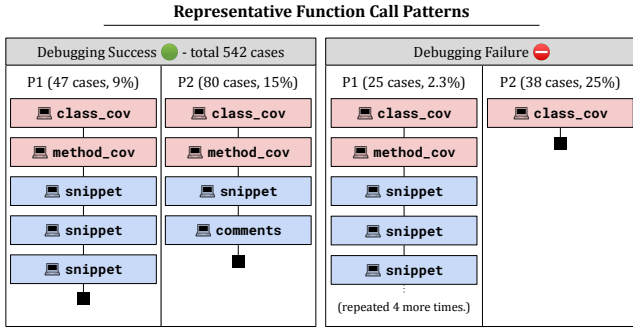 Representative Function Call Patterns
Debugging Success - total 542 cases
P1 (47 cases, 9%)
class_cov
method_cov
snippet
snippet
snippet
P2 (80 cases, 15%)
class_cov
method_cov
snippet
comments
Debugging Failure
P1 (25 cases, 2.3%)
class_cov
method_cov
snippet
snippet
snippet
(repeated 4 more times.)
P2 (38 cases, 25%)
class_cov